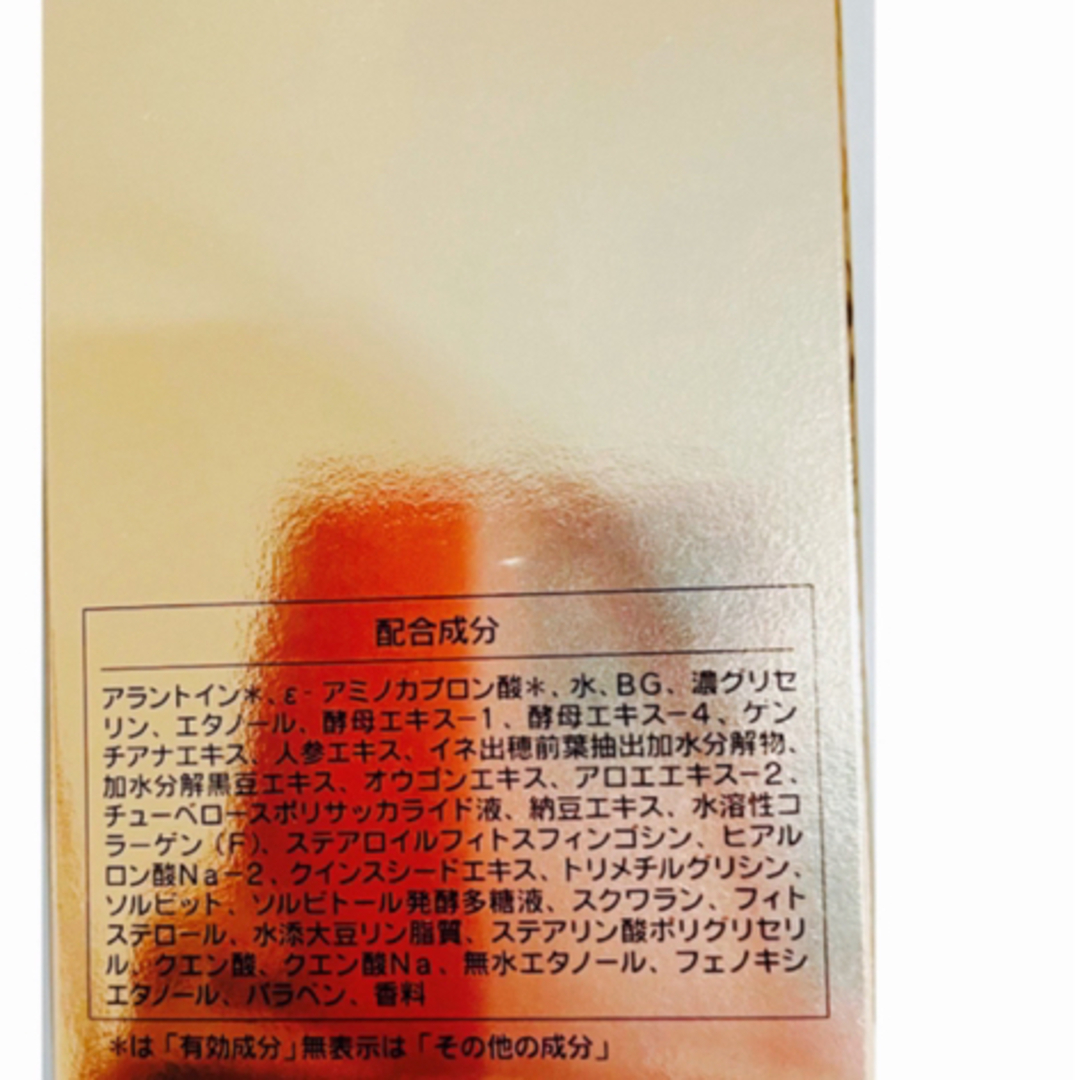 配合成分
アラントイン＊、ε-アミノカプロン酸＊、水、BG、濃グリセ
リン、エタノール、酵母エキス－1、酵母エキス－4、ゲン
チアナエキス、人参エキス、イネ出穂前葉抽出加水分解物、
加水分解黒豆エキス、オウゴンエキス、アロエエキス－2、
チューベロースポリサッカライド液、納豆エキス、水溶性コ
ラーゲン（F）、ステアロイルフィトスフィンゴシン、ヒアル
ロン酸Na－2、クインスシードエキス、トリメチルグリシン、
ソルビット、ソルビトール発酵多糖液、スクワラン、フィト
ステロール、水添大豆リン脂質、ステアリン酸ポリグリセリ
ル、クエン酸、クエン酸Na、無水エタノール、フェノキシ
エタノール、パラベン、香料
＊は「有効成分」無表示は「その他の成分」